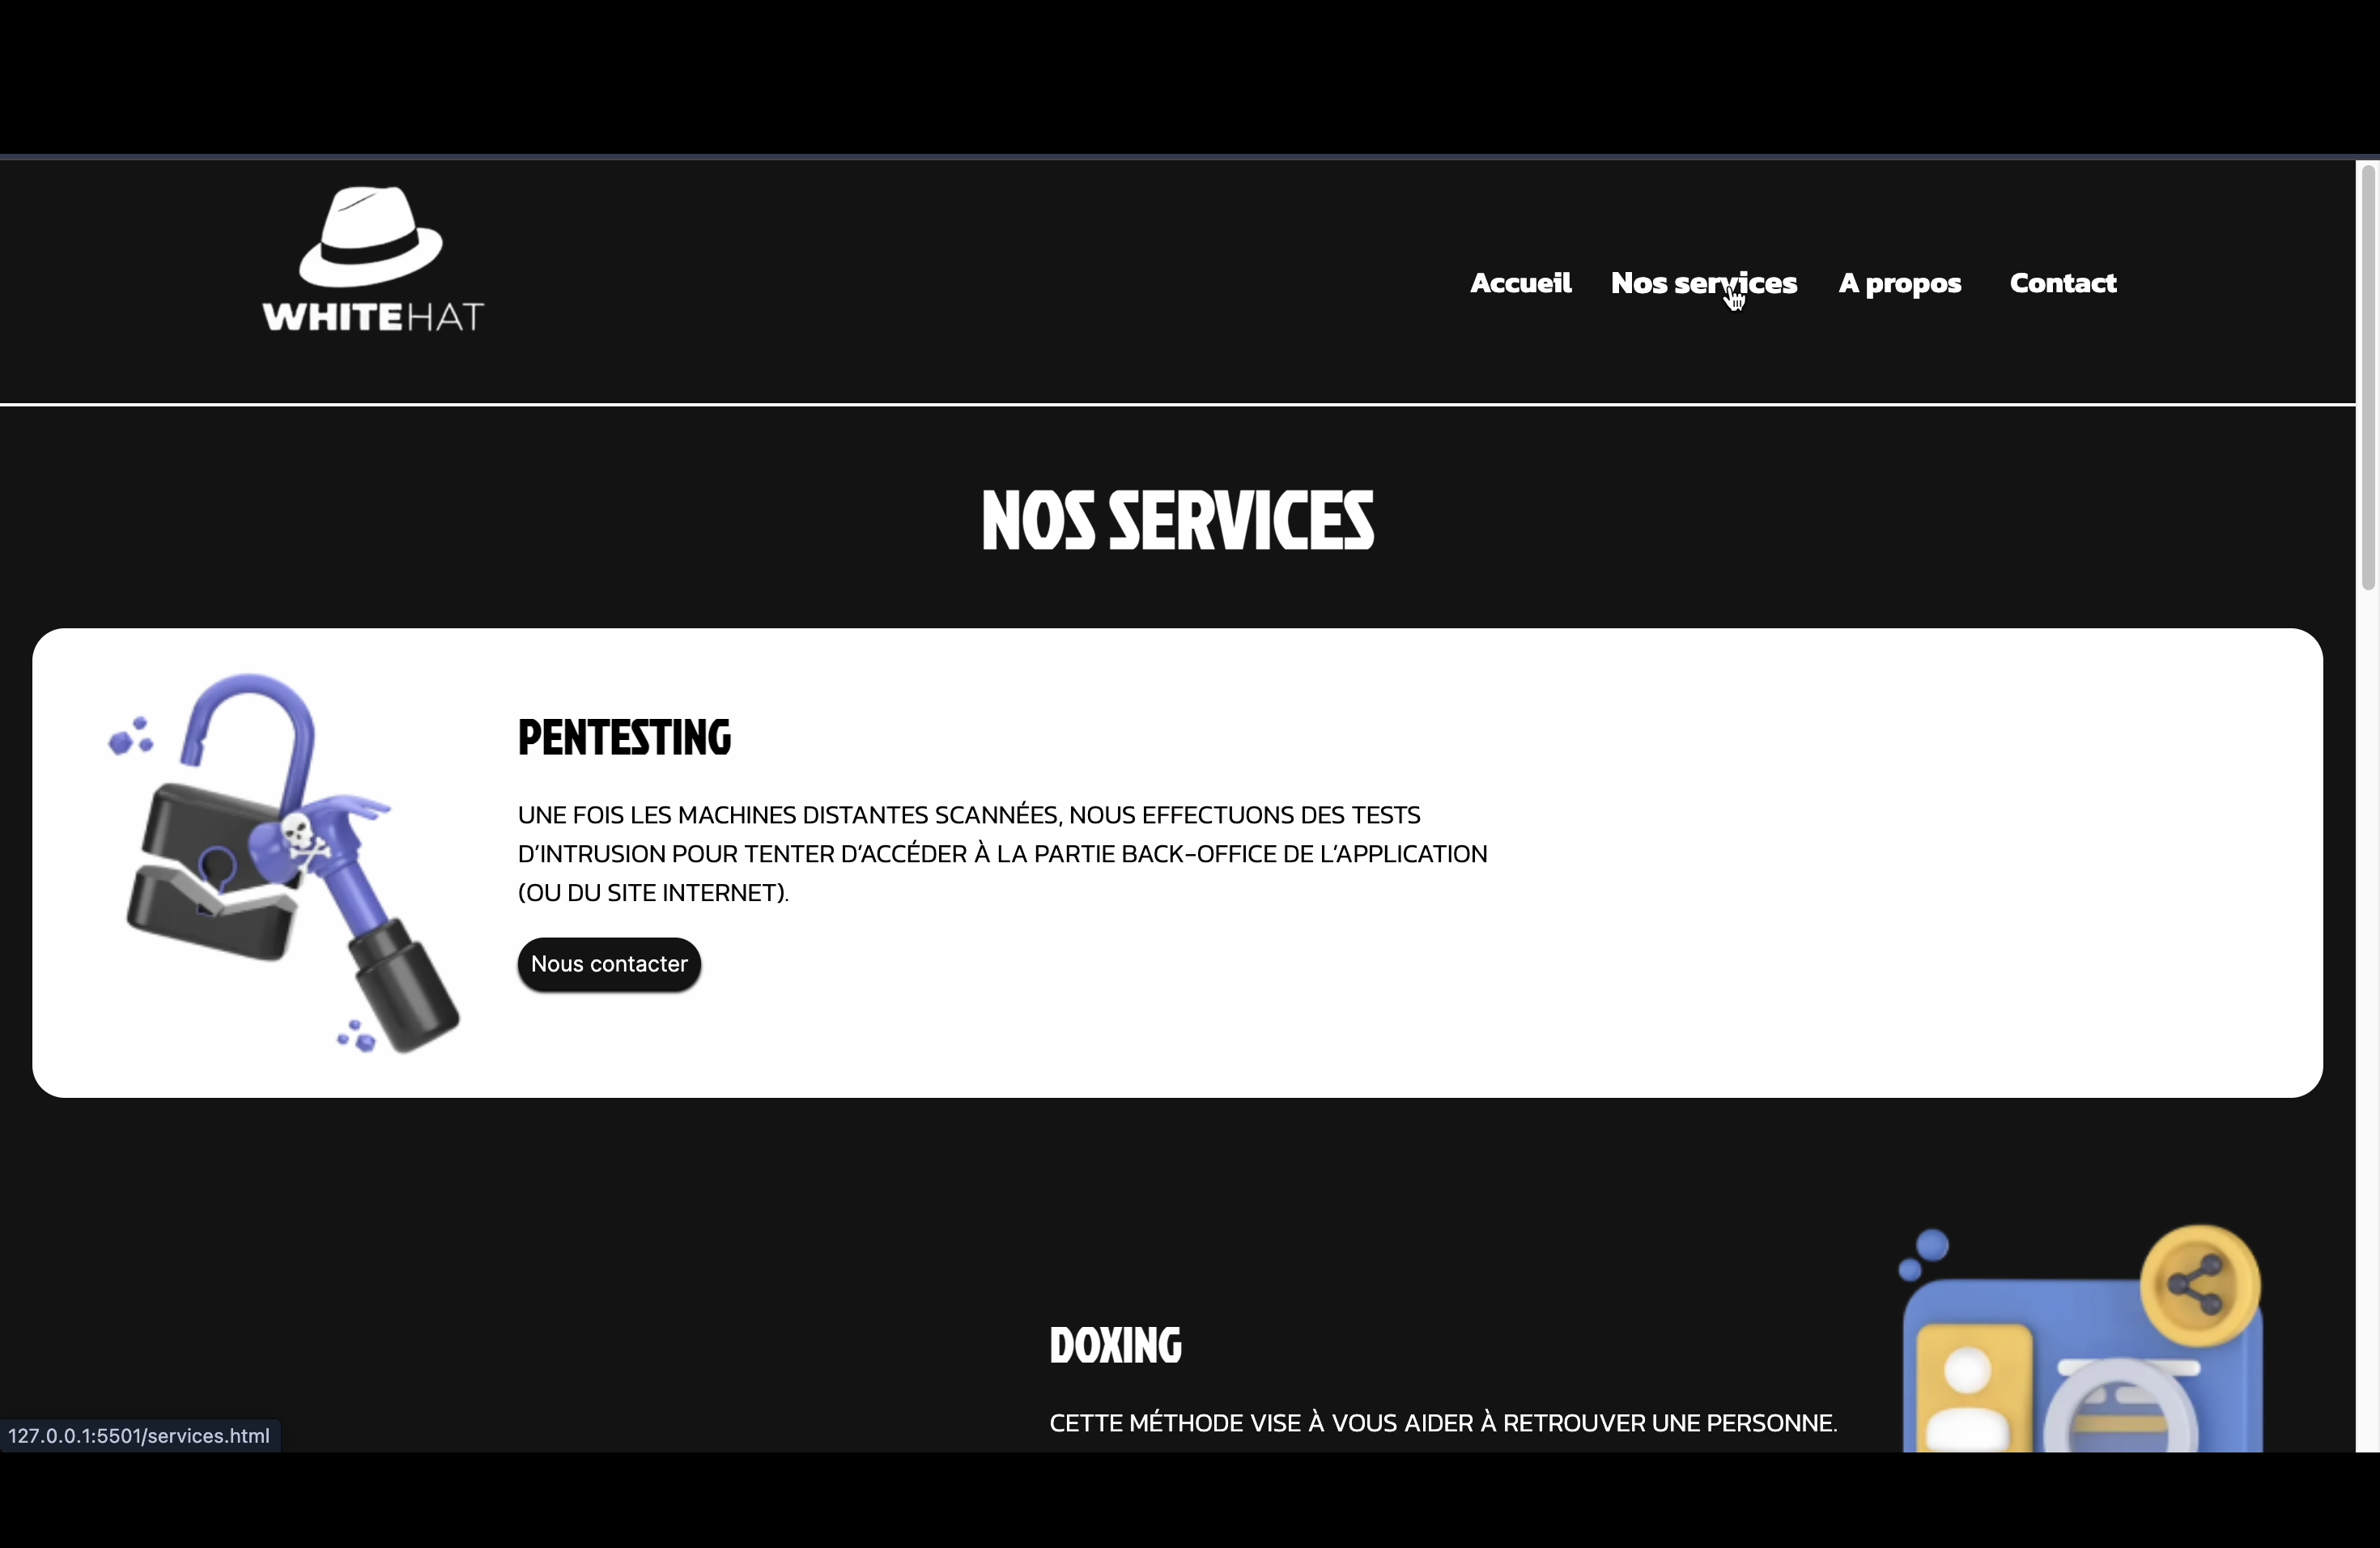 WHITEHAT
Accueil Nos services A propos Contact
NOS SERVICES
PENTESTING
UNE FOIS LES MACHINES DISTANTES SCANNÉES, NOUS EFFECTUONS DES TESTS
D'INTRUSION POUR TENTER D'ACCÉDER À LA PARTIE BACK-OFFICE DE L'APPLICATION
(OU DU SITE INTERNET).
Nous contacter
DOXING
CETTE MÉTHODE VISE À VOUS AIDER À RETROUVER UNE PERSONNE.
127.0.0.1:5501/services.html